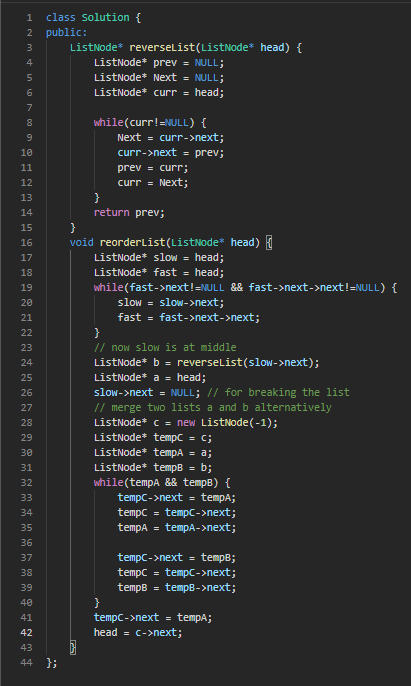 1 class Solution {
2 public:
3     ListNode* reverseList(ListNode* head) {
4         ListNode* prev = NULL;
5         ListNode* Next = NULL;
6         ListNode* curr = head;
7
8         while(curr!=NULL) {
9             Next = curr->next;
10             curr->next = prev;
11             prev = curr;
12             curr = Next;
13         }
14         return prev;
15     }
16     void reorderList(ListNode* head) {
17         ListNode* slow = head;
18         ListNode* fast = head;
19         while(fast->next!=NULL && fast->next->next!=NULL) {
20             slow = slow->next;
21             fast = fast->next->next;
22         }
23         // now slow is at middle
24         ListNode* b = reverseList(slow->next);
25         ListNode* a = head;
26         slow->next = NULL; // for breaking the list
27         // merge two lists a and b alternatively
28         ListNode* c = new ListNode(-1);
29         ListNode* tempC = c;
30         ListNode* tempA = a;
31         ListNode* tempB = b;
32         while(tempA && tempB) {
33             tempC->next = tempA;
34             tempC = tempC->next;
35             tempA = tempA->next;
36
37             tempC->next = tempB;
38             tempC = tempC->next;
39             tempB = tempB->next;
40         }
41         tempC->next = tempA;
42         head = c->next;
43     }
44 };